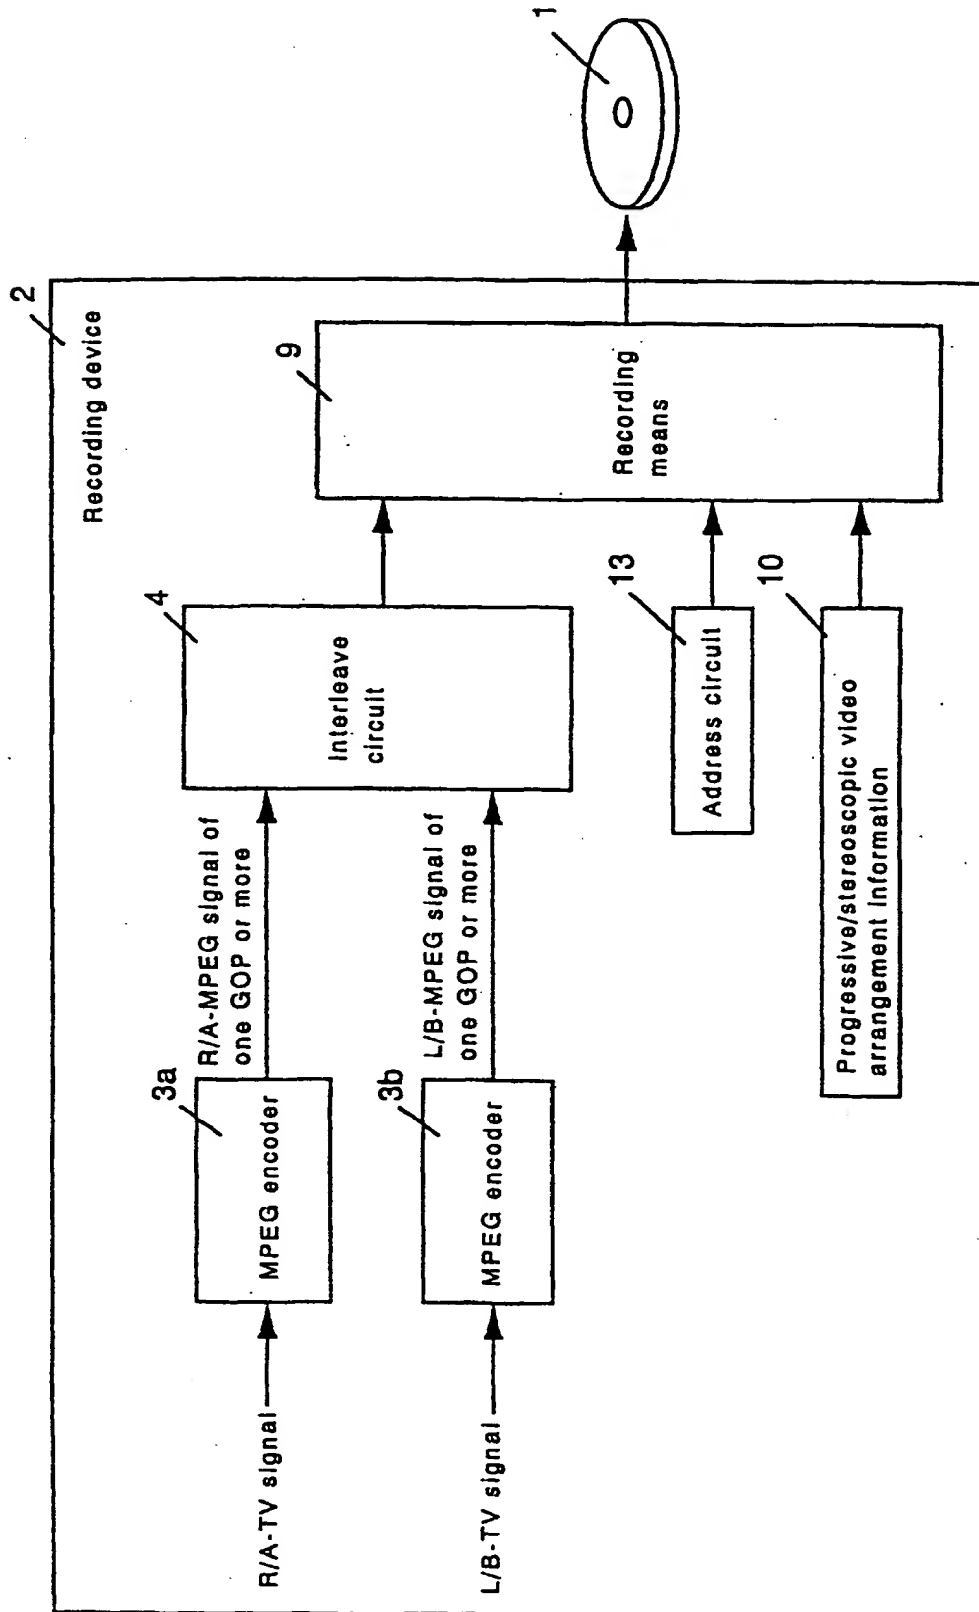 2
Recording device
R/A-TV signal
3a
MPEG encoder
R/A-MPEG signal of
one GOP or more
4
Interleave
circuit
9
Recording
means
1
L/B-TV signal
3b
MPEG encoder
L/B-MPEG signal of
one GOP or more
13
Address circuit
10
Progressive/stereoscopic video
arrangement information